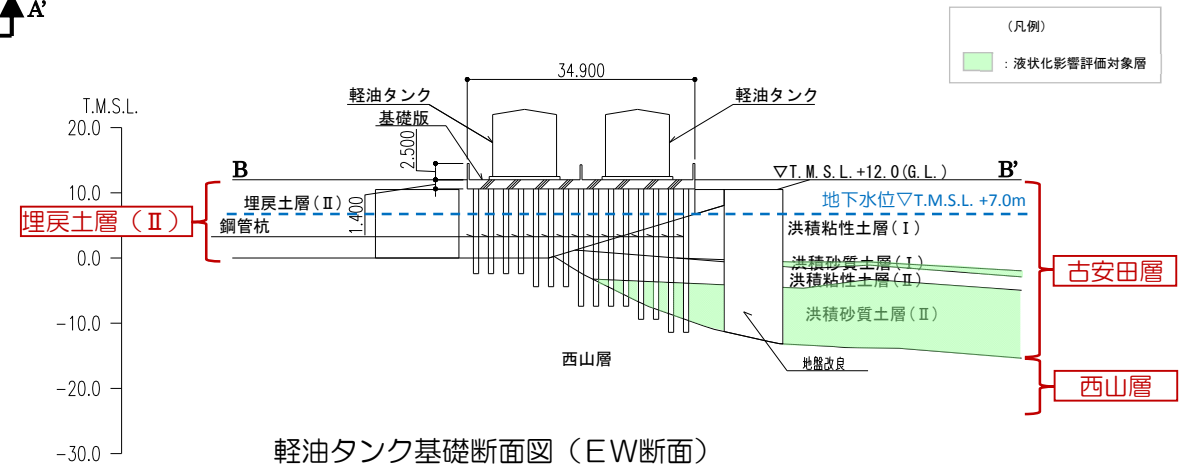 A'
(凡例)
：液状化影響評価対象層
34.900
T.M.S.L.
軽油タンク
軽油タンク
基礎版
20.0
2.500
B
▽T.M.S.L.+12.0(G.L.)
B'
10.0
埋戻土層(Ⅱ)
地下水位▽T.M.S.L. +7.0m
埋戻土層（Ⅱ）
1.400
鋼管杭
洪積粘性土層(Ⅰ)
0.0
洪積砂質土層(Ⅰ)
古安田層
洪積粘性土層(Ⅱ)
洪積砂質土層(Ⅱ)
-10.0
西山層
地盤改良
西山層
-20.0
軽油タンク基礎断面図（EW断面）
-30.0